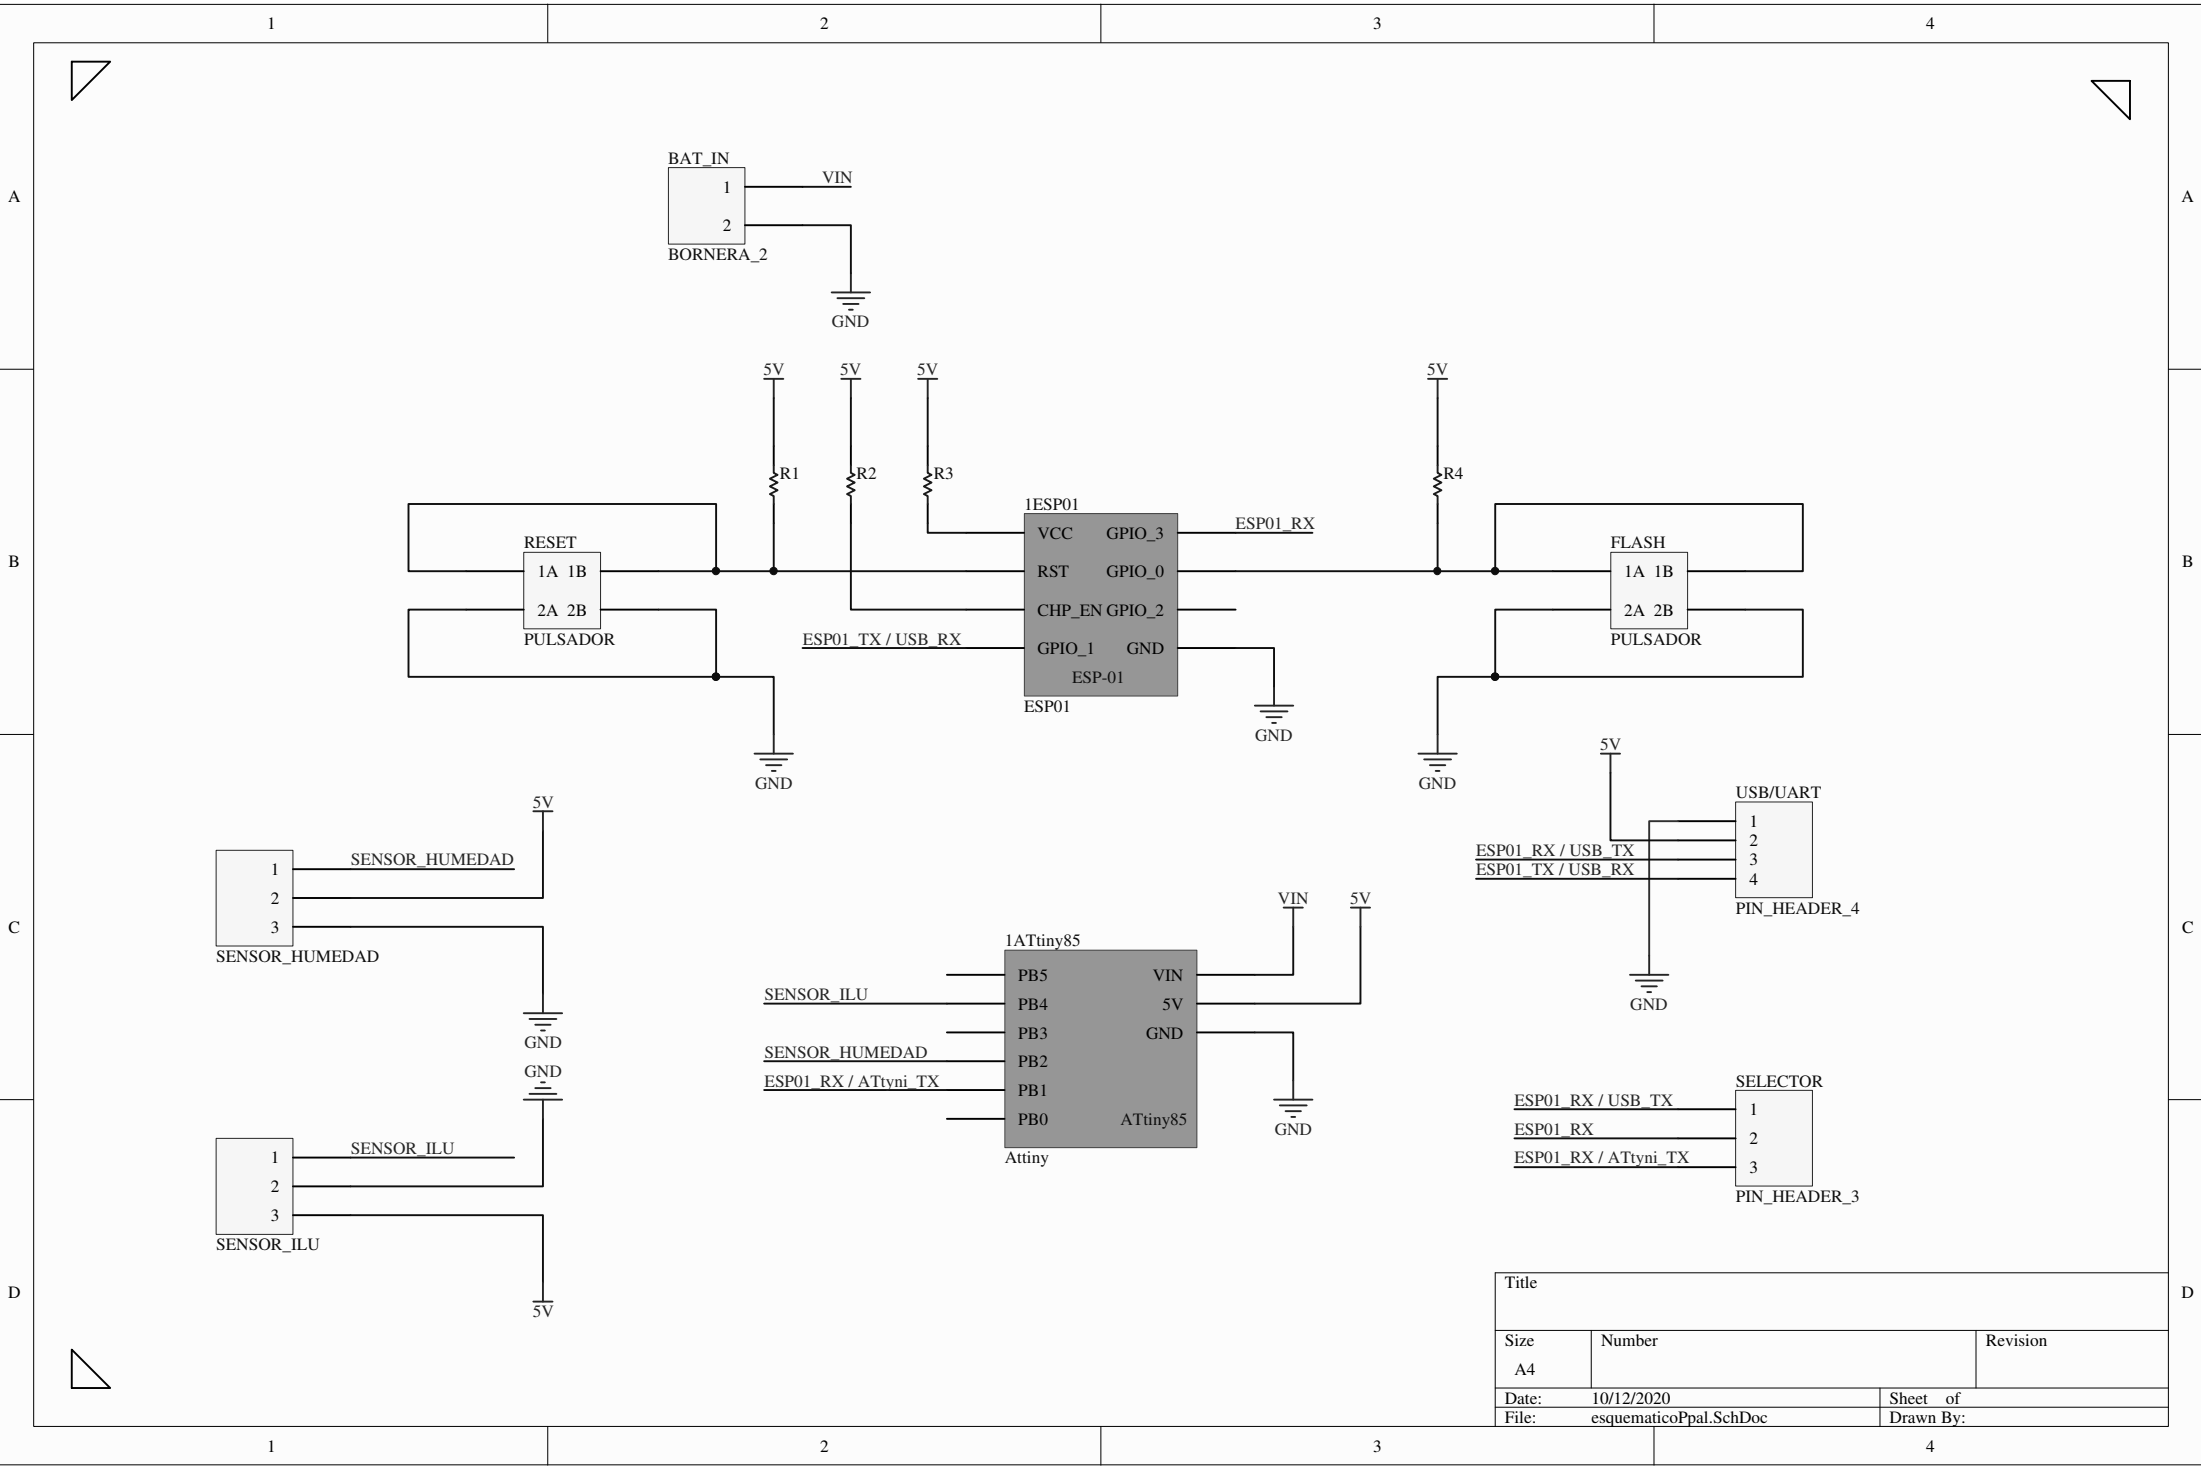 1 2 3 4
A A
BAT_IN
1 VIN
2
BORNERA_2
GND
5V 5V 5V 5V
R1 R2 R3 R4
1ESP01
VCC GPIO_3 ESP01_RX
RESET FLASH
B B
1A 1B RST GPIO_0 1A 1B
2A 2B CHP_EN GPIO_2 2A 2B
PULSADOR PULSADOR
ESP01_TX / USB_RX GPIO_1 GND
ESP-01
ESP01
GND
GND GND
5V
USB/UART
1
2
ESP01_RX / USB_TX 3
ESP01_TX / USB_RX 4
PIN_HEADER_4
GND
5V
1 SENSOR_HUMEDAD
2
3
SENSOR_HUMEDAD
GND
C C
VIN 5V
1ATtiny85
PB5 VIN
SENSOR_ILU PB4 5V
PB3 GND
SENSOR_HUMEDAD PB2
ESP01_RX / ATtyni_TX PB1
PB0 ATtiny85
Attiny
GND
SELECTOR
ESP01_RX / USB_TX 1
ESP01_RX 2
ESP01_RX / ATtyni_TX 3
PIN_HEADER_3
GND
1 SENSOR_ILU
2
3
SENSOR_ILU
5V
D D
Title
Size Number Revision
A4
Date: 10/12/2020 Sheet of
File: esquematicoPpal.SchDoc Drawn By:
1 2 3 4